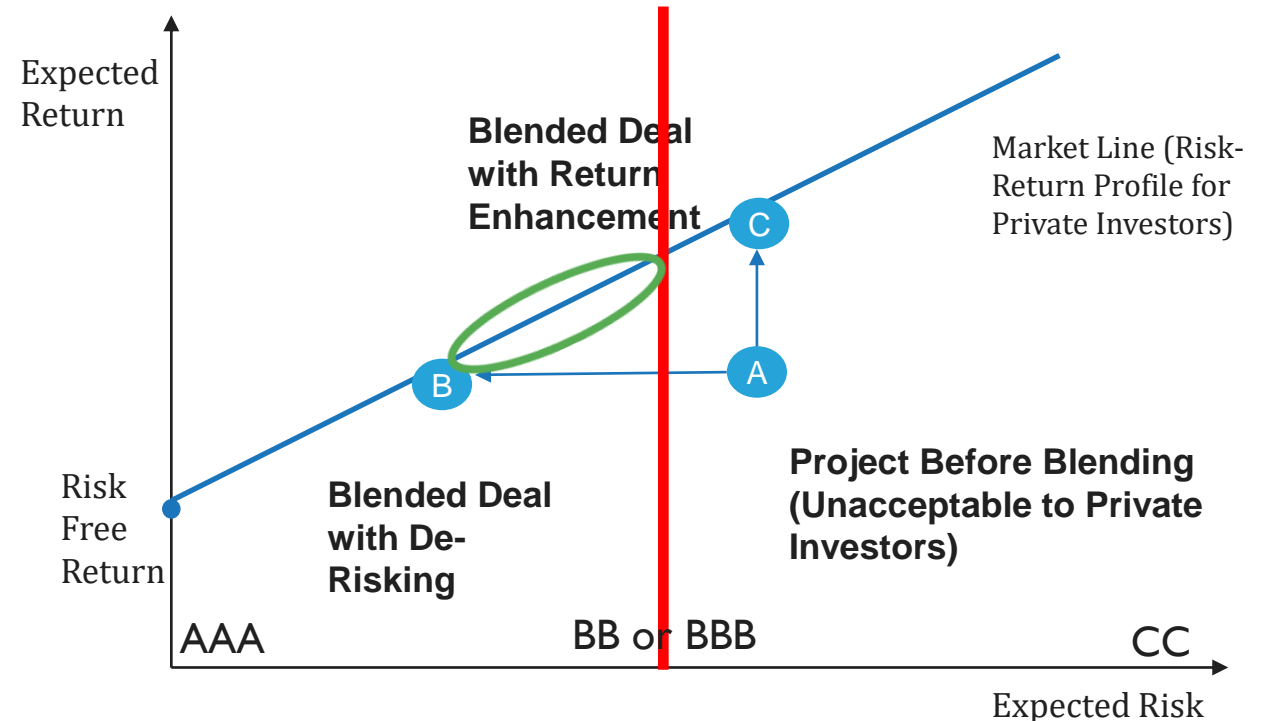 Expected
Return
Blended Deal
with Return
Enhancement
Market Line (Risk-
Return Profile for
Private Investors)
C
B
A
Risk
Free
Return
Blended Deal
with De-
Risking
Project Before Blending
(Unacceptable to Private
Investors)
AAA
BB or BBB
CC
Expected Risk